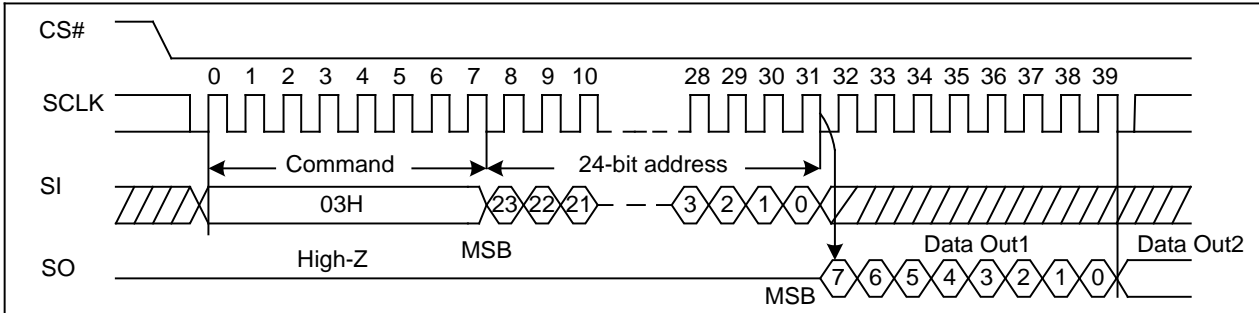 CS#
0 1 2 3 4 5 6 7 8 9 10 28 29 30 31 32 33 34 35 36 37 38 39
SCLK
Command 24-bit address
SI
03H 23 22 21 3 2 1 0
High-Z MSB Data Out1 Data Out2
SO
MSB 7 6 5 4 3 2 1 0